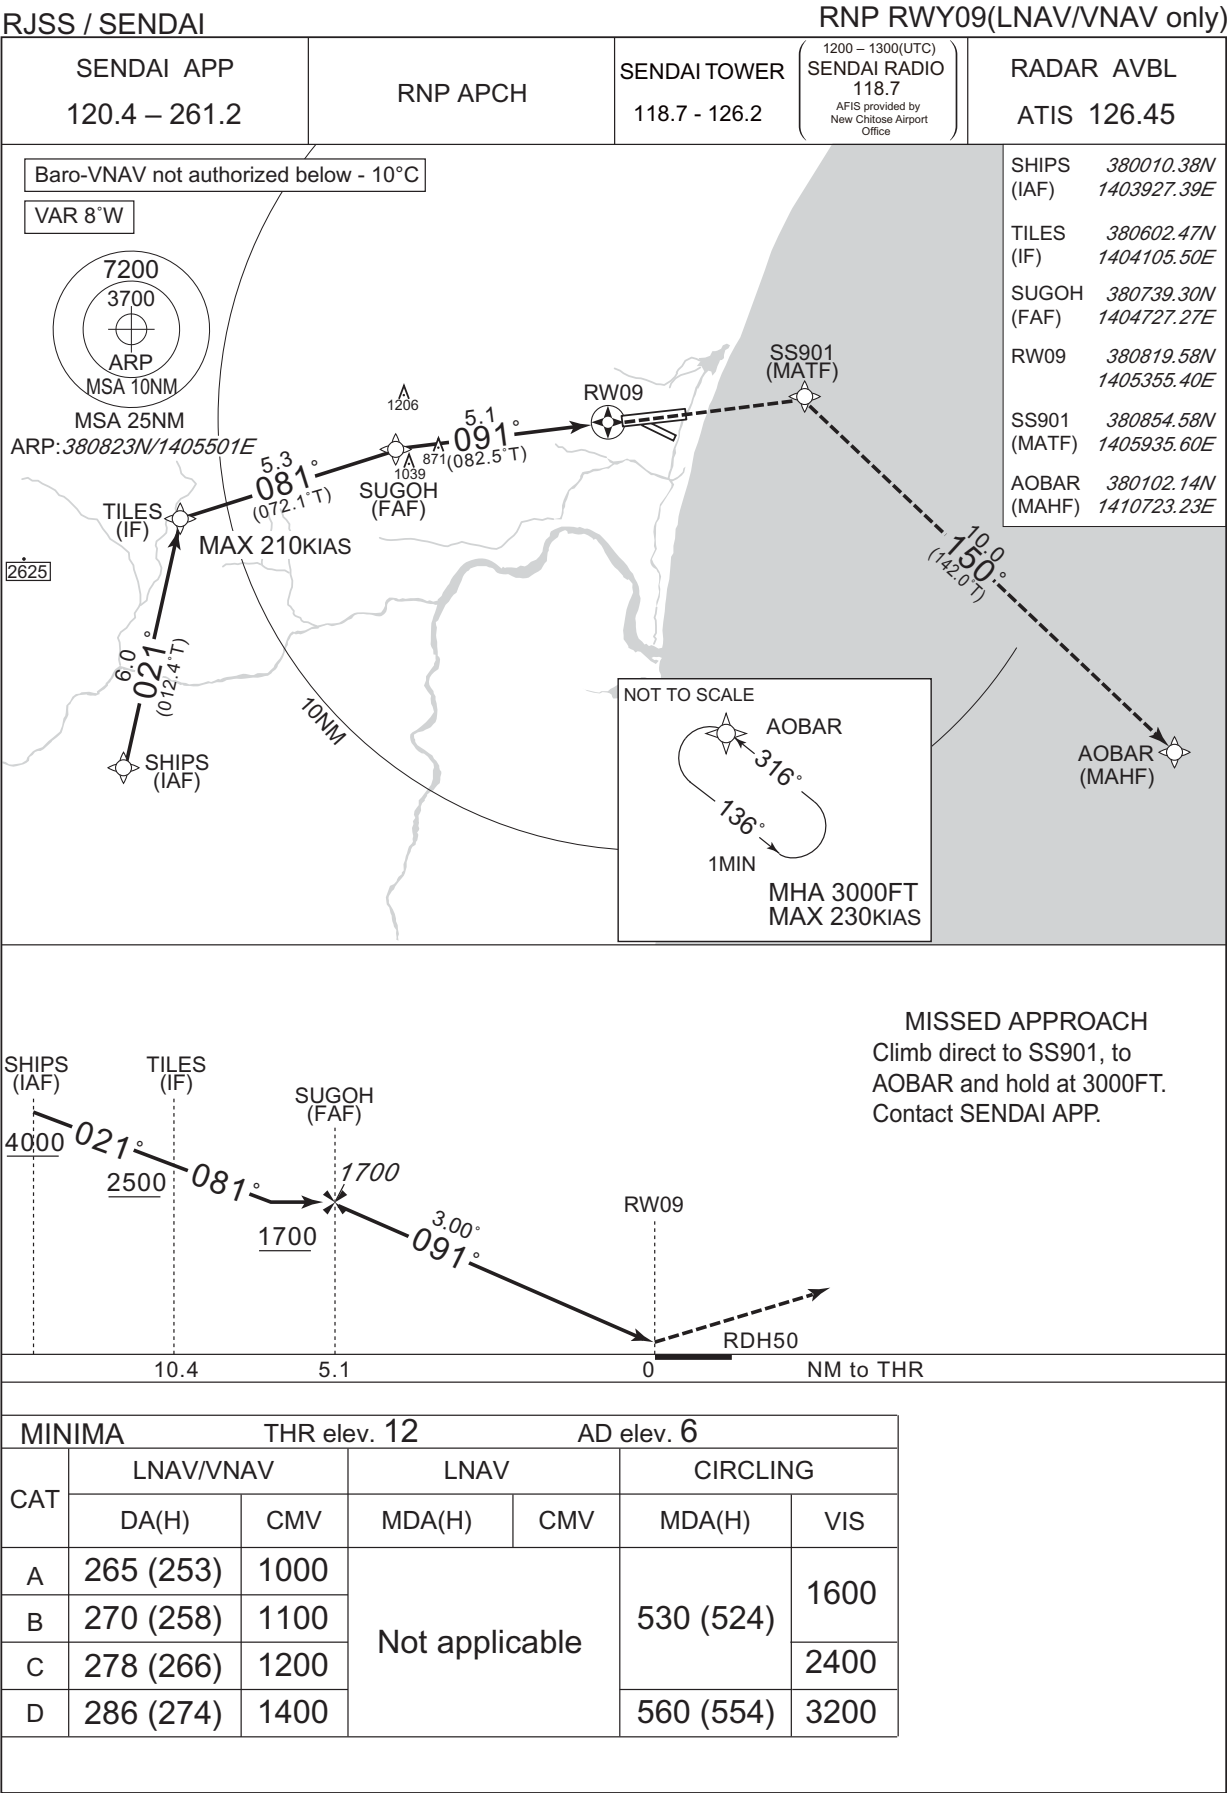 RJSS / SENDAI
RNP RWY09(LNAV/VNAV only)
SENDAI APP
120.4 – 261.2
RNP APCH
SENDAI TOWER
118.7 - 126.2
1200 – 1300(UTC)
SENDAI RADIO
118.7
AFIS provided by
New Chitose Airport
Office
RADAR AVBL
ATIS 126.45
Baro-VNAV not authorized below - 10°C
VAR 8°W
7200
3700
ARP
MSA 10NM
MSA 25NM
ARP:380823N/1405501E
SHIPS 380010.38N
(IAF) 1403927.39E
TILES 380602.47N
(IF) 1404105.50E
SUGOH 380739.30N
(FAF) 1404727.27E
RW09 380819.58N
1405355.40E
SS901 380854.58N
(MATF) 1405935.60E
AOBAR 380102.14N
(MAHF) 1410723.23E
SS901
(MATF)
RW09
1206
5.1
091°
(082.5°T)
871
1039
SUGOH
(FAF)
5.3
081°
(072.1°T)
TILES
(IF)
MAX 210KIAS
2625
6.0
021°
(012.4°T)
SHIPS
(IAF)
10NM
10.0
150°
(142.0°T)
AOBAR
(MAHF)
NOT TO SCALE
AOBAR
316°
136°
1MIN
MHA 3000FT
MAX 230KIAS
MISSED APPROACH
Climb direct to SS901, to
AOBAR and hold at 3000FT.
Contact SENDAI APP.
SHIPS
(IAF)
TILES
(IF)
SUGOH
(FAF)
4000
021°
2500
081°
1700
1700
3.00°
091°
RW09
RDH50
10.4
5.1
0
NM to THR
MINIMA THR elev. 12 AD elev. 6
CAT
LNAV/VNAV LNAV CIRCLING
DA(H) CMV MDA(H) CMV MDA(H) VIS
A 265 (253) 1000
B 270 (258) 1100
C 278 (266) 1200
D 286 (274) 1400
Not applicable
530 (524)
560 (554)
1600
2400
3200